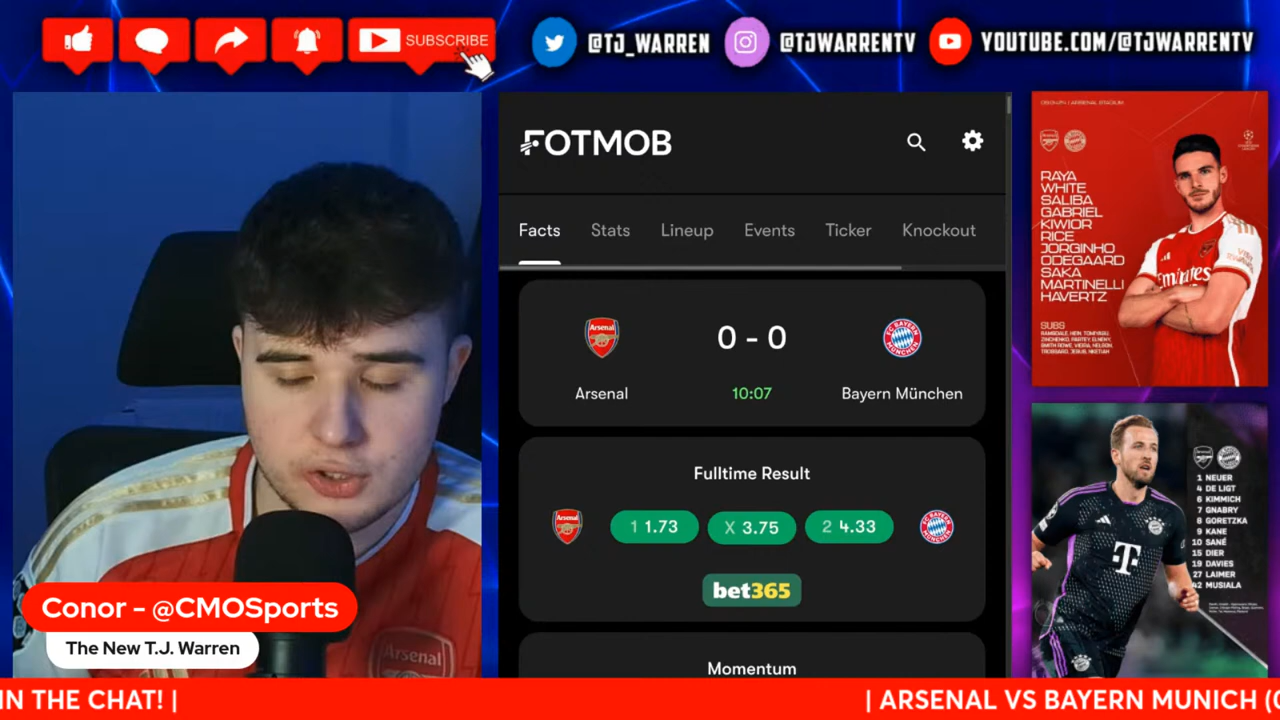 SUBSCRIBE
@TJ_WARREN
@TJWARRENTV
YOUTUBE.COM/@TJWARRENTV
FOTMOB
Facts
Stats
Lineup
Events
Ticker
Knockout
0 - 0
Arsenal
10:07
Bayern München
Fulltime Result
1 1.73
X 3.75
2 4.33
bet365
Momentum
RAYA
WHITE
SALIBA
GABRIEL
KIWIOR
RICE
JORGINHO
ODEGAARD
SAKA
MARTINELLI
HAVERTZ
SUBS
1 NEUER
4 DE LIGT
6 KIMMICH
7 GNABRY
8 GORETZKA
9 KANE
10 SANÉ
15 DIER
19 DAVIES
27 LAIMER
42 MUSIALA
Conor - @CMOSports
The New T.J. Warren
Arsenal
IN THE CHAT! |
| ARSENAL VS BAYERN MUNICH (0